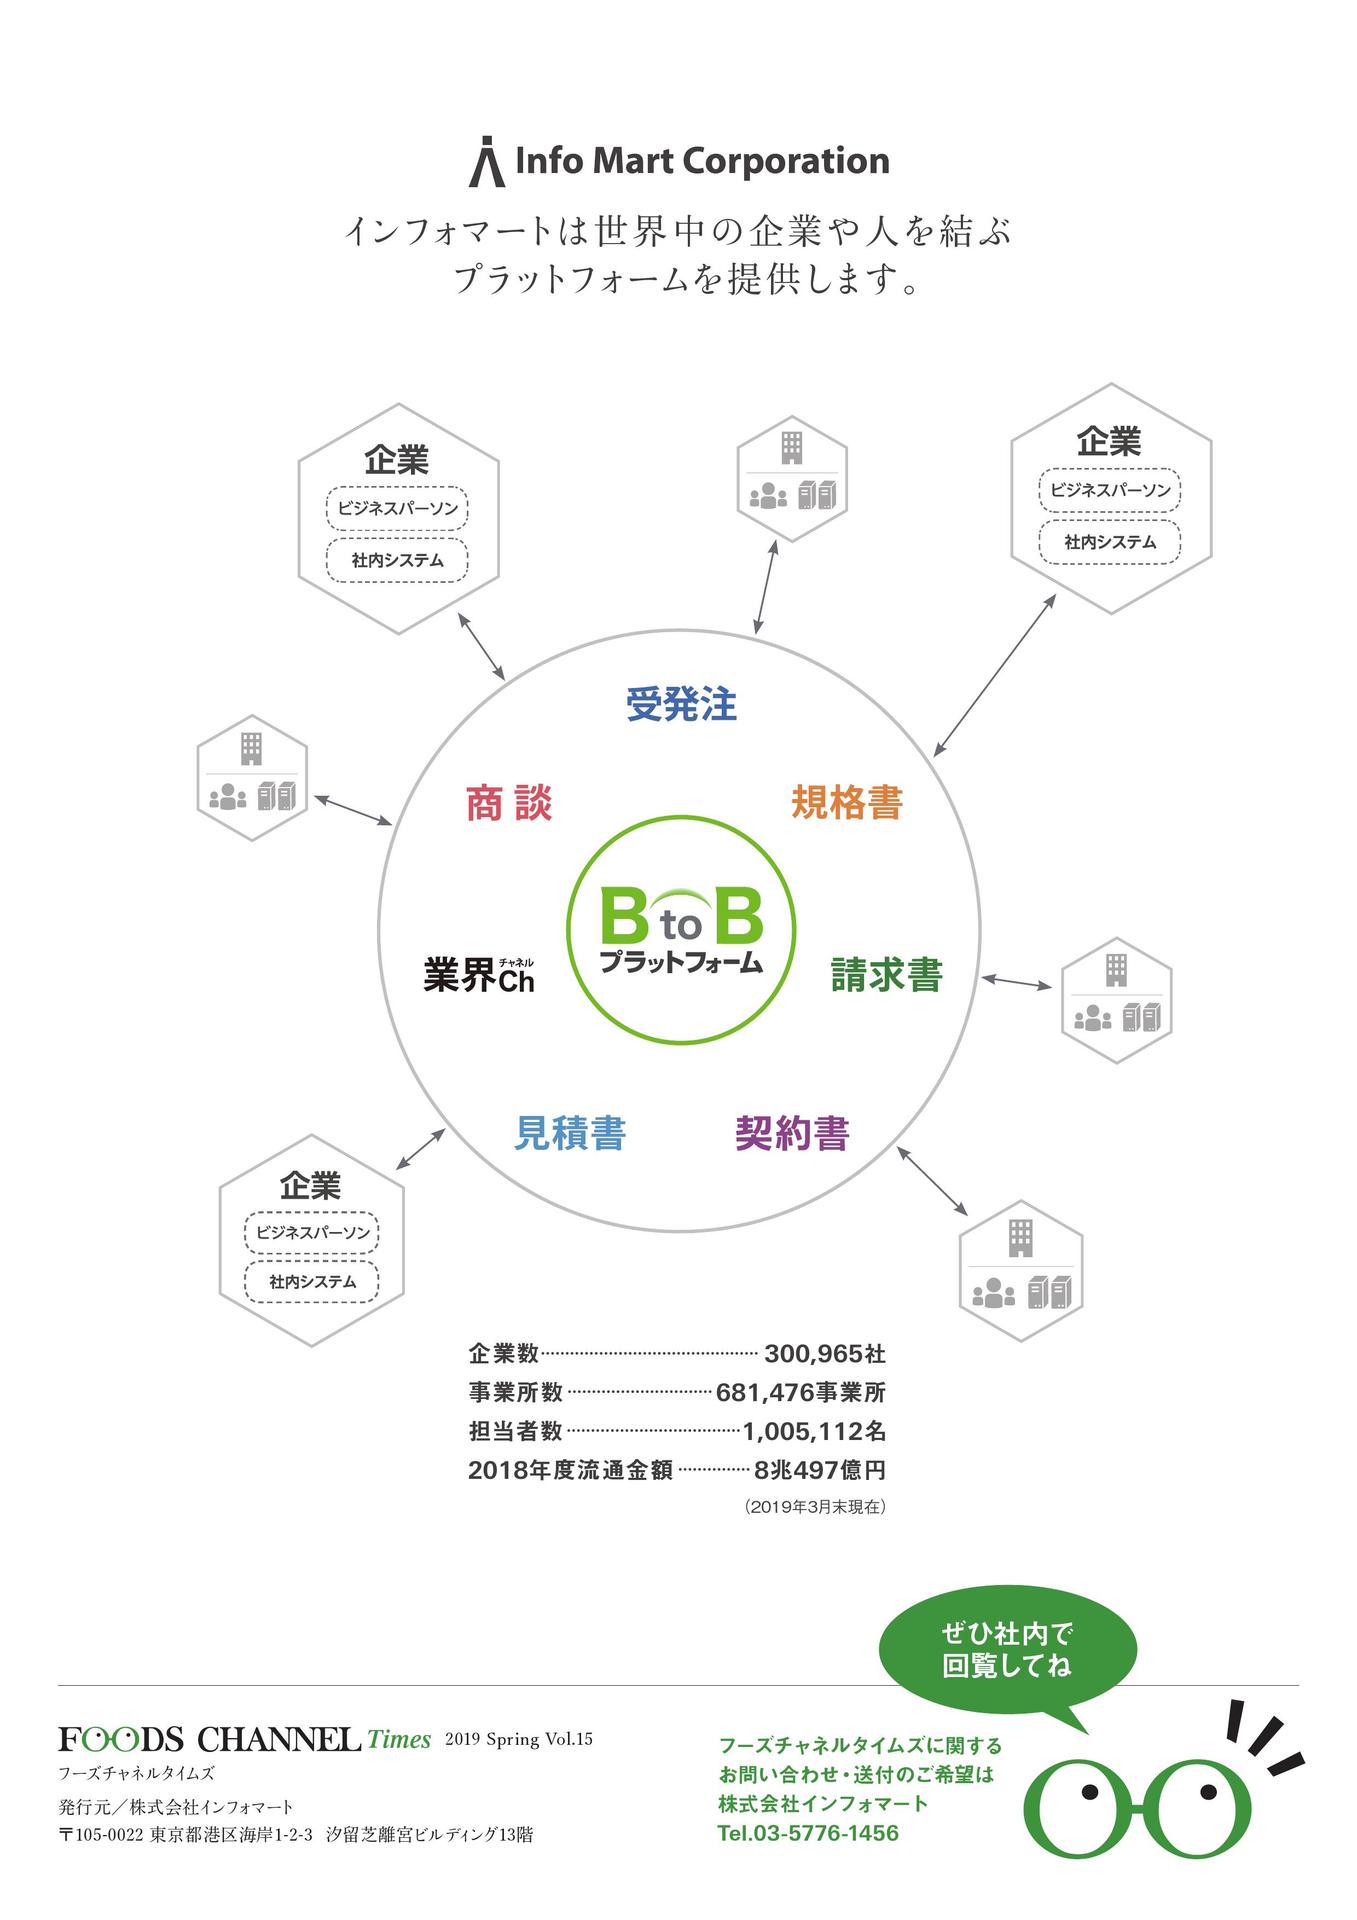 Info Mart Corporation
インフォマートは世界中の企業や人を結ぶ
プラットフォームを提供します。
企業
ビジネスパーソン
社内システム
企業
ビジネスパーソン
社内システム
受発注
商談
規格書
BtoB
プラットフォーム
業界Ch
チャネル
請求書
見積書
契約書
企業
ビジネスパーソン
社内システム
企業数 300,965社
事業所数 681,476事業所
担当者数 1,005,112名
2018年度流通金額 8兆497億円
（2019年3月末現在）
ぜひ社内で
回覧してね
FOODS CHANNEL Times 2019 Spring Vol.15
フーズチャネルタイムズ
発行元／株式会社インフォマート
〒105-0022 東京都港区海岸1-2-3 汐留芝離宮ビルディング13階
フーズチャネルタイムズに関する
お問い合わせ・送付のご希望は
株式会社インフォマート
Tel.03-5776-1456